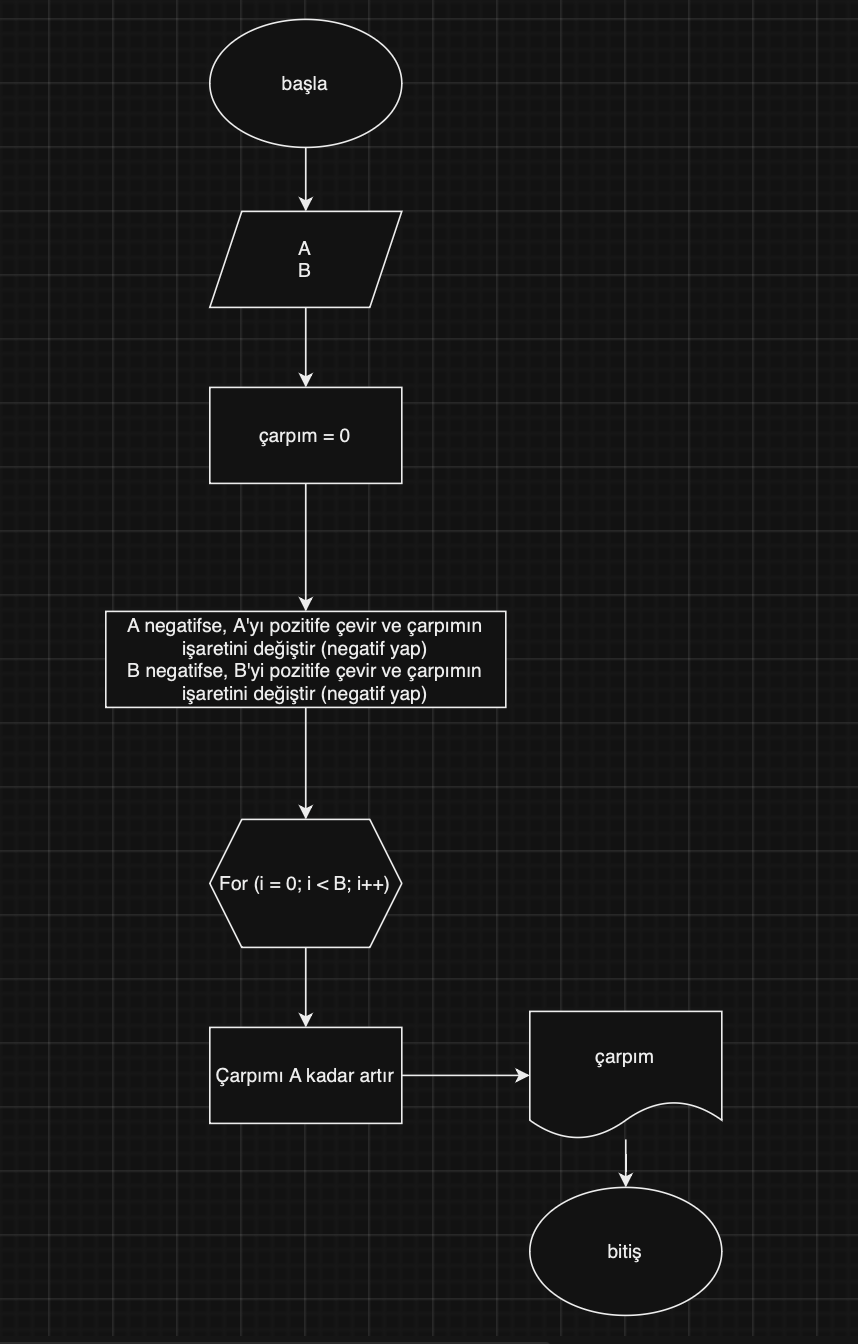 başla
A
B
çarpım = 0
A negatifse, A'yı pozitife çevir ve çarpımın
işaretini değiştir (negatif yap)
B negatifse, B'yi pozitife çevir ve çarpımın
işaretini değiştir (negatif yap)
For (i = 0; i < B; i++)
Çarpımı A kadar artır
çarpım
bitiş